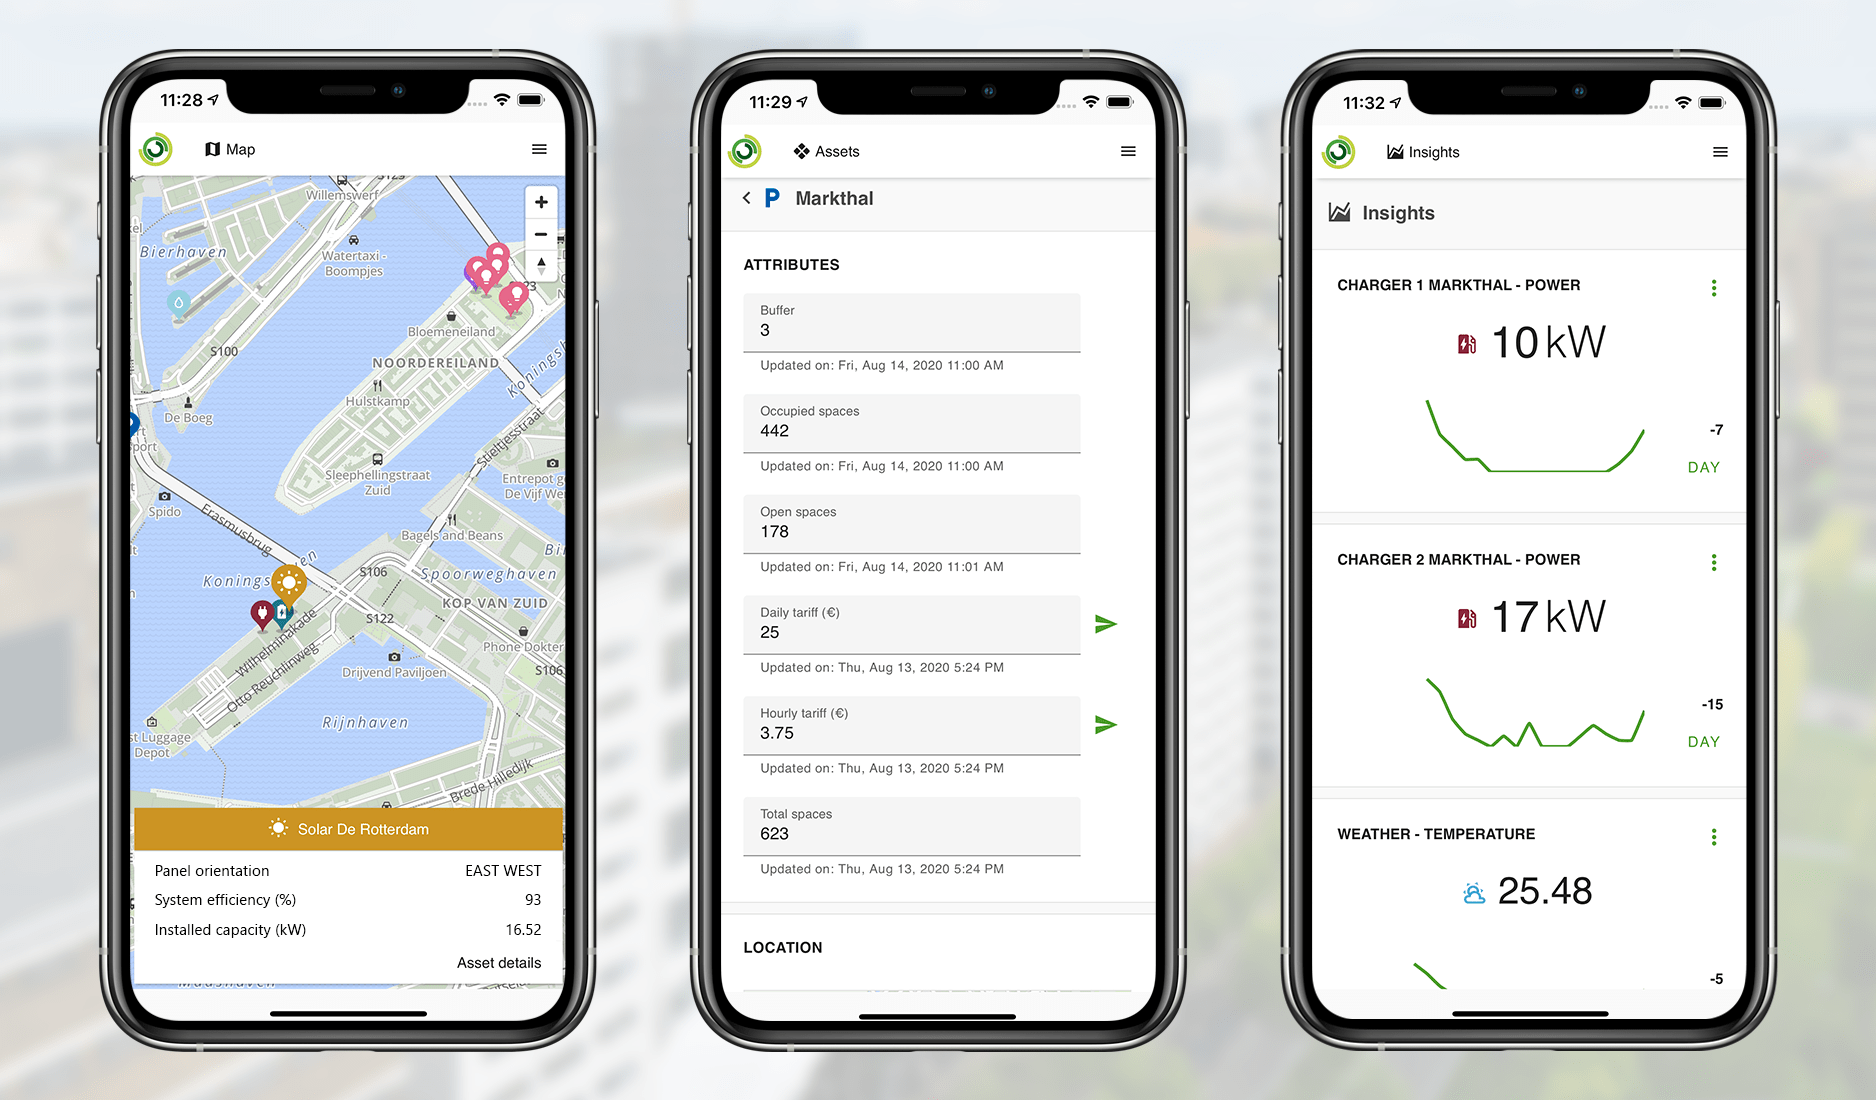 11:28
Map
Willemswerf
S123
Bierhaven
Watertaxi -
Boompjes
S100
Bloemeneiland
NOORDEREILAND
Koningsh
Hulstkamp
De Boeg
Stieltjesstraat
Sleephellingstraat
Zuid
Entrepot
De Vijf We
Spido
Erasmusbrug
Bagels and Beans
Koningshaven
S106
Spoorweghaven
KOP VAN ZUID
S122
Wilhelminakade
Otto Reuchlinweg
Phone Dokter
Drijvend Paviljoen
S106
Rijnhaven
st Luggage
Depot
Brede Hilledijk
Solar De Rotterdam
Panel orientation EAST WEST
System efficiency (%) 93
Installed capacity (kW) 16.52
Asset details
Maashaven
11:29
Assets
P Markthal
ATTRIBUTES
Buffer
3
Updated on: Fri, Aug 14, 2020 11:00 AM
Occupied spaces
442
Updated on: Fri, Aug 14, 2020 11:00 AM
Open spaces
178
Updated on: Fri, Aug 14, 2020 11:01 AM
Daily tariff (€)
25
Updated on: Thu, Aug 13, 2020 5:24 PM
Hourly tariff (€)
3.75
Updated on: Thu, Aug 13, 2020 5:24 PM
Total spaces
623
Updated on: Thu, Aug 13, 2020 5:24 PM
LOCATION
11:32
Insights
Insights
CHARGER 1 MARKTHAL - POWER
10 kW
-7
DAY
CHARGER 2 MARKTHAL - POWER
17 kW
-15
DAY
WEATHER - TEMPERATURE
25.48
-5